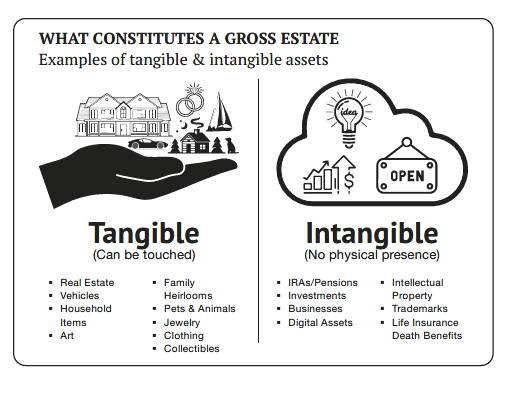 WHAT CONSTITUTES A GROSS ESTATE
Examples of tangible & intangible assets
idea
$
OPEN
Tangible
(Can be touched)
▪ Real Estate
▪ Vehicles
▪ Household
Items
▪ Art
▪ Family
Heirlooms
▪ Pets & Animals
▪ Jewelry
▪ Clothing
▪ Collectibles
Intangible
(No physical presence)
▪ IRAs/Pensions
▪ Investments
▪ Businesses
▪ Digital Assets
▪ Intellectual
Property
▪ Trademarks
▪ Life Insurance
Death Benefits